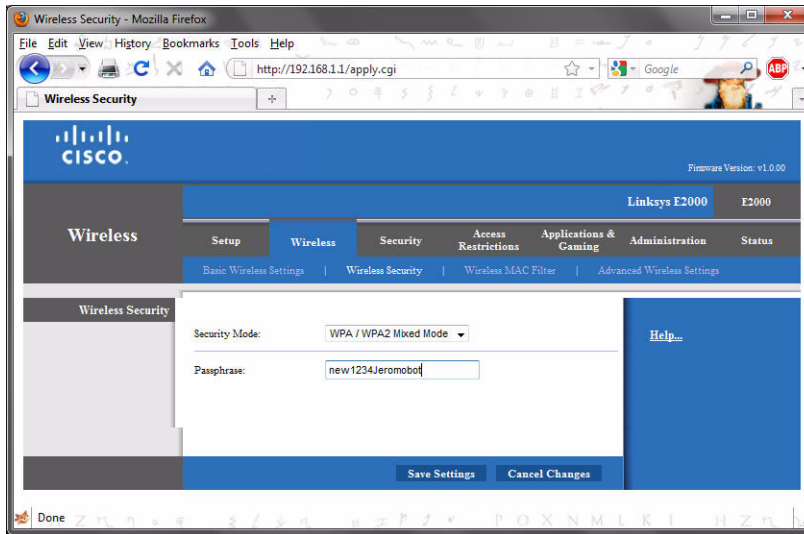 Wireless Security - Mozilla Firefox
File Edit View History Bookmarks Tools Help
http://192.168.1.1/apply.cgi
Google
ABP
Wireless Security
CISCO.
Firmware Version: v1.0.00
Linksys E2000 E2000
Wireless
Setup Wireless Security Access Restrictions Applications & Gaming Administration Status
Basic Wireless Settings | Wireless Security | Wireless MAC Filter | Advanced Wireless Settings
Wireless Security
Security Mode: WPA / WPA2 Mixed Mode
Help...
Passphrase: new1234Jeromobot
Save Settings Cancel Changes
Done